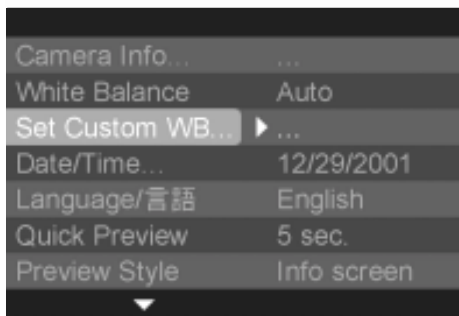 Camera Info... ...
White Balance Auto
Set Custom WB... ...
Date/Time... 12/29/2001
Language/言語 English
Quick Preview 5 sec.
Preview Style Info screen